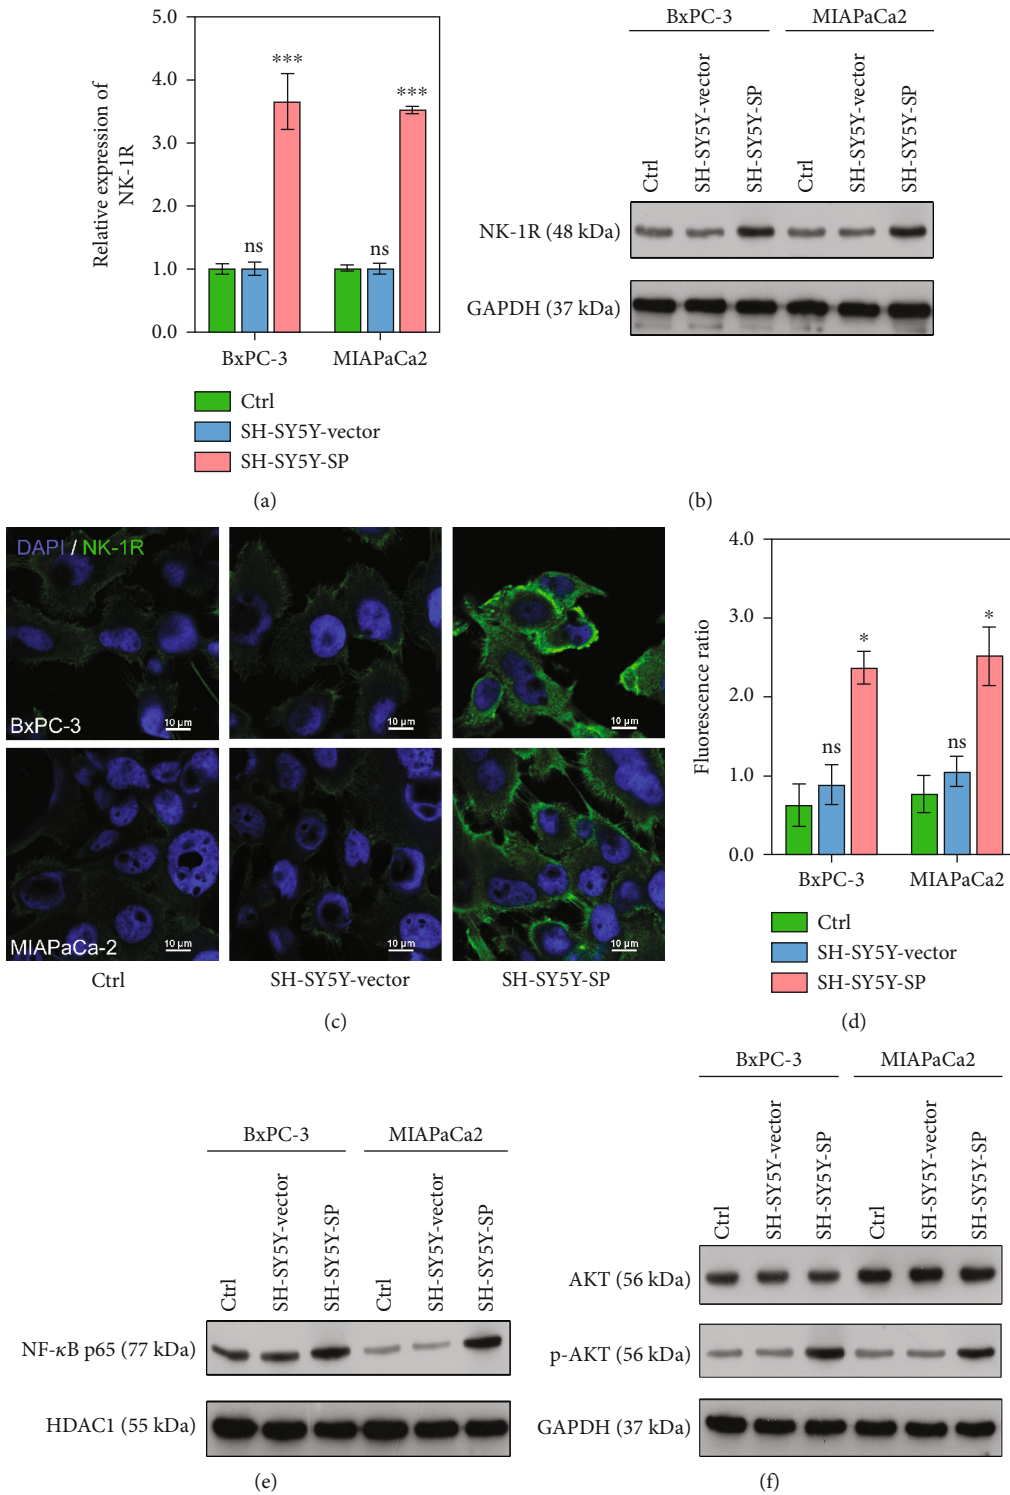 5.0
4.0
3.0
2.0
1.0
0.0
Relative expression of
NK-1R
***
***
ns
ns
BxPC-3
MIAPaCa2
Ctrl
SH-SY5Y-vector
SH-SY5Y-SP
(a)
BxPC-3
MIAPaCa2
Ctrl
SH-SY5Y-vector
SH-SY5Y-SP
Ctrl
SH-SY5Y-vector
SH-SY5Y-SP
NK-1R (48 kDa)
GAPDH (37 kDa)
(b)
DAPI / NK-1R
BxPC-3
10 μm
10 μm
10 μm
MIAPaCa-2
10 μm
10 μm
10 μm
Ctrl
SH-SY5Y-vector
SH-SY5Y-SP
(c)
4.0
3.0
2.0
1.0
0.0
Fluorescence ratio
*
*
ns
ns
BxPC-3
MIAPaCa2
Ctrl
SH-SY5Y-vector
SH-SY5Y-SP
(d)
BxPC-3
MIAPaCa2
Ctrl
SH-SY5Y-vector
SH-SY5Y-SP
Ctrl
SH-SY5Y-vector
SH-SY5Y-SP
NF-κB p65 (77 kDa)
HDAC1 (55 kDa)
(e)
BxPC-3
MIAPaCa2
Ctrl
SH-SY5Y-vector
SH-SY5Y-SP
Ctrl
SH-SY5Y-vector
SH-SY5Y-SP
AKT (56 kDa)
p-AKT (56 kDa)
GAPDH (37 kDa)
(f)